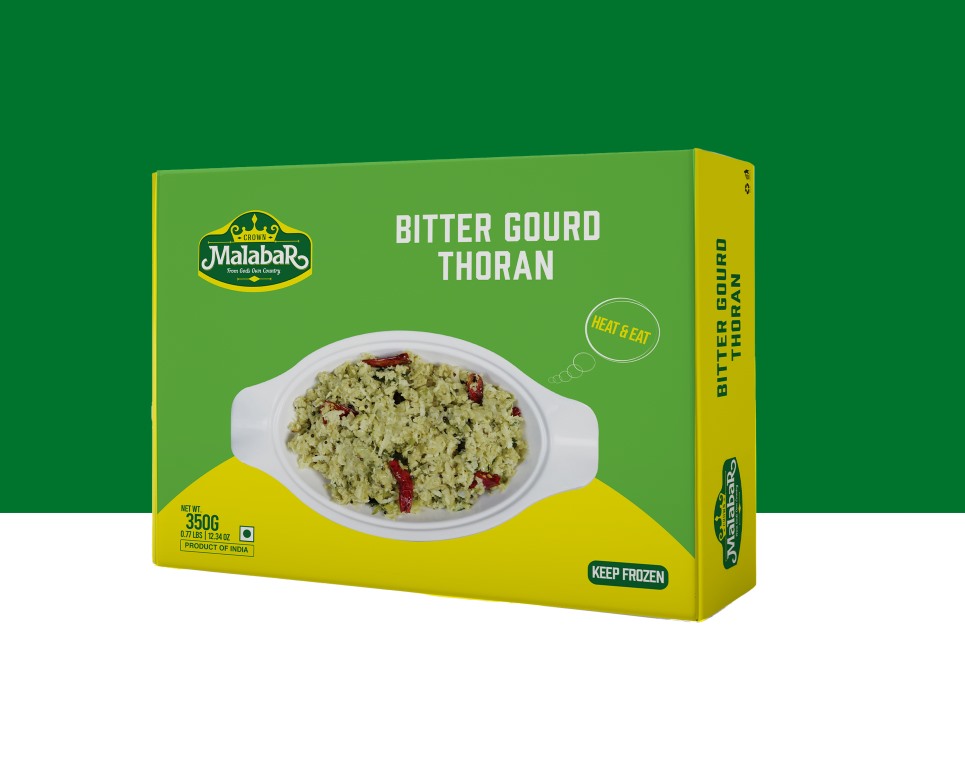 CROWN
MalabaR
From Gods Own Country
BITTER GOURD
THORAN
HEAT & EAT
NET WT.
350G
0.77 LBS | 12.34 OZ
PRODUCT OF INDIA
KEEP FROZEN
BITTER GOURD
THORAN
MalabaR